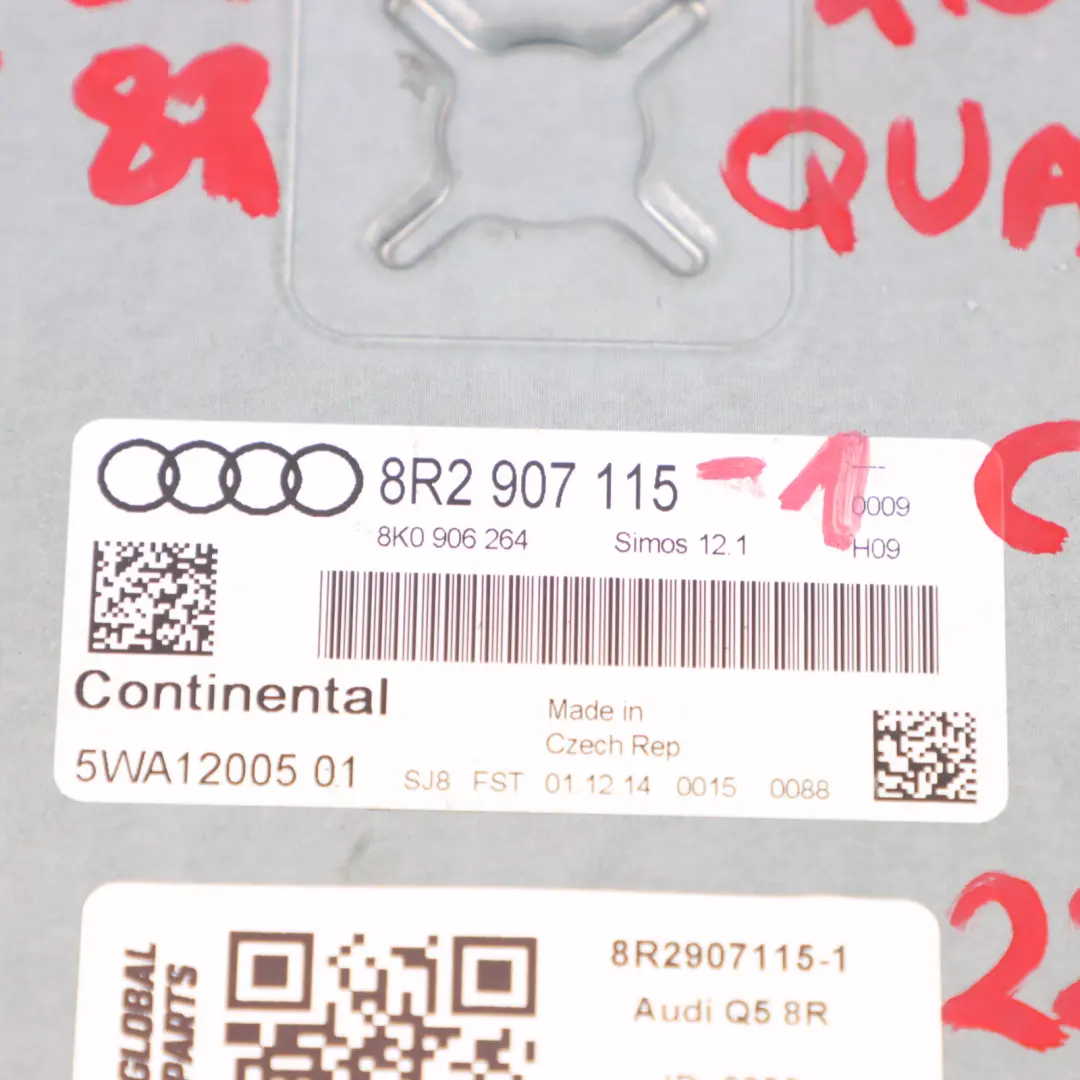 8R
8R2 907 115 -1
0009
8K0 906 264 Simos 12.1 H09
Continental
Made in
Czech Rep
5WA12005 01 SJ8 FST 01.12.14 0015 0088
GLOBAL
PARTS
8R2907115-1
Audi Q5 8R